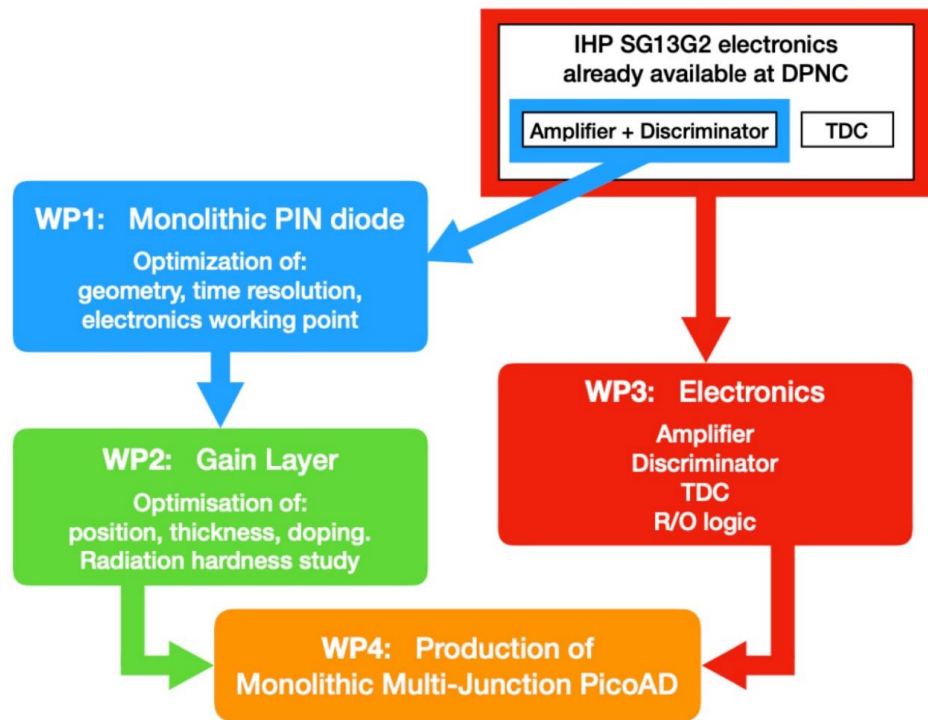 IHP SG13G2 electronics
already available at DPNC
Amplifier + Discriminator
TDC
WP1: Monolithic PIN diode
Optimization of:
geometry, time resolution,
electronics working point
WP2: Gain Layer
Optimisation of:
position, thickness, doping.
Radiation hardness study
WP3: Electronics
Amplifier
Discriminator
TDC
R/O logic
WP4: Production of
Monolithic Multi-Junction PicoAD